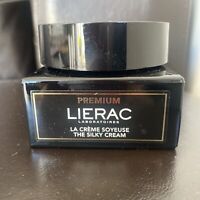 PREMIUM
LIERAC
LABORATOIRES
LA CRÈME SOYEUSE
THE SILKY CREAM